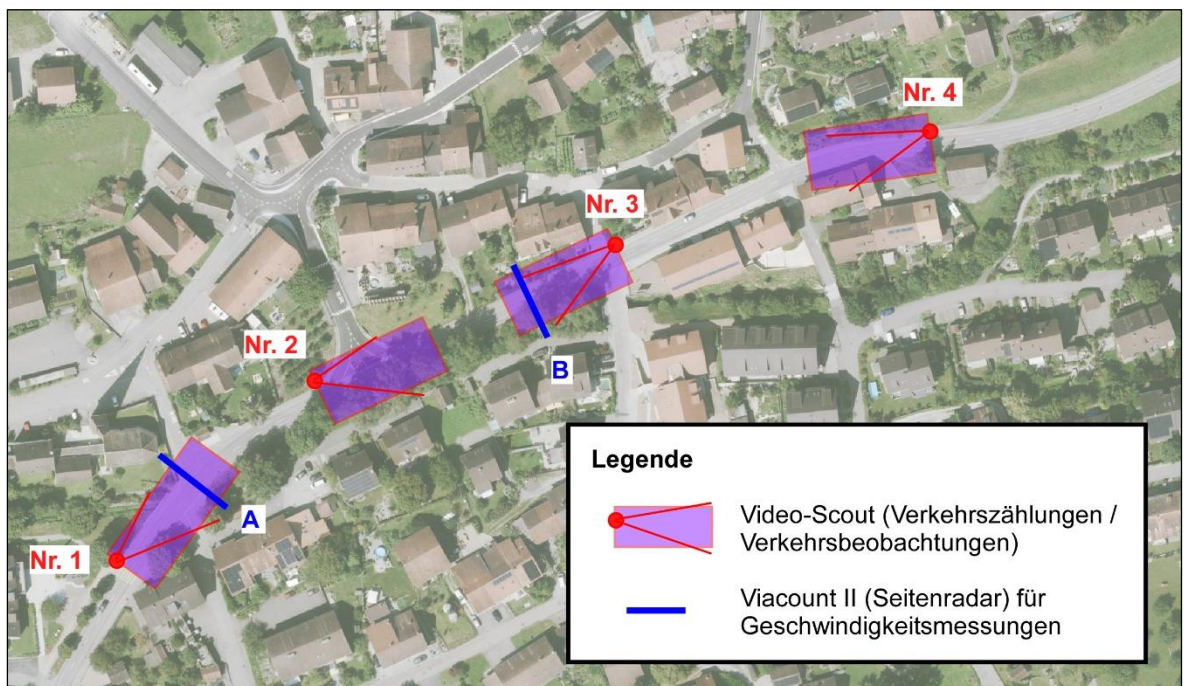 Nr. 4
Nr. 3
Nr. 2
B
A
Nr. 1
Legende
Video-Scout (Verkehrszählungen /
Verkehrsbeobachtungen)
Viacount II (Seitenradar) für
Geschwindigkeitsmessungen